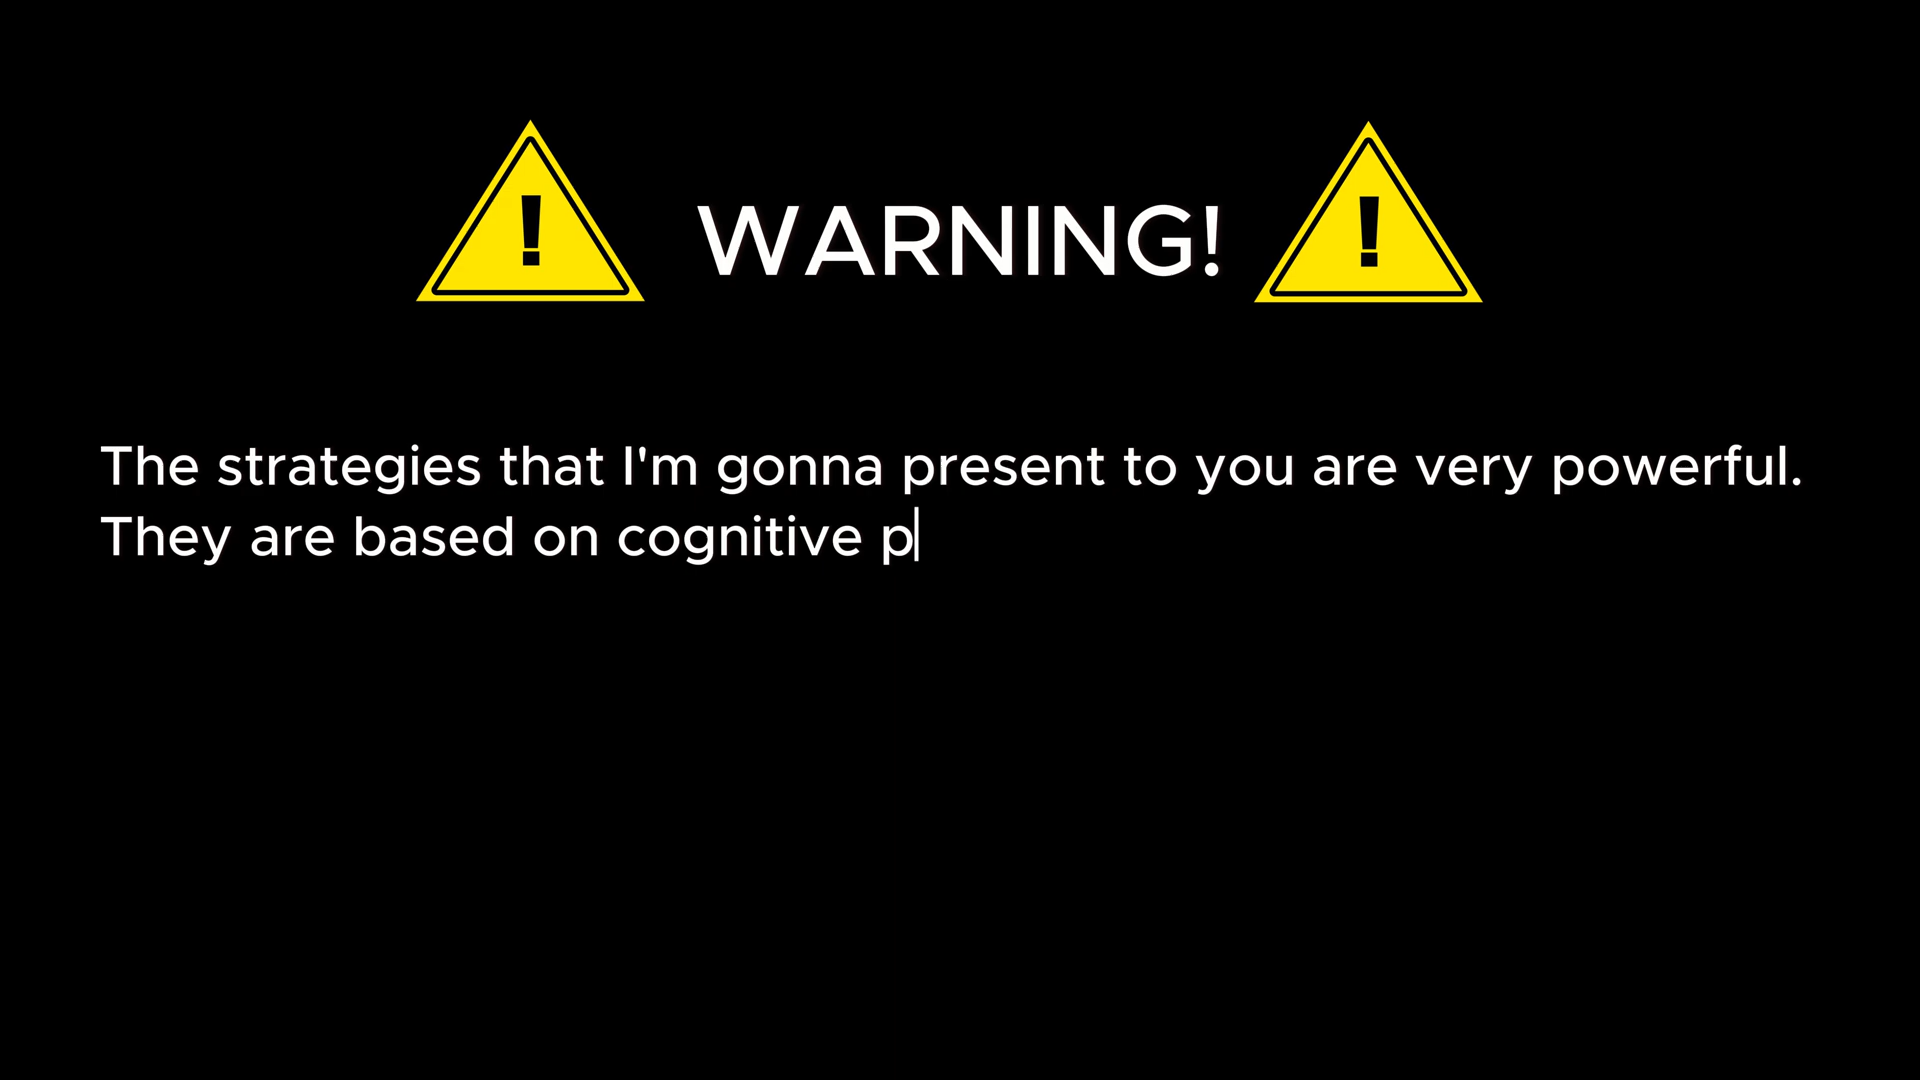 ! WARNING! !
The strategies that I'm gonna present to you are very powerful.
They are based on cognitive p